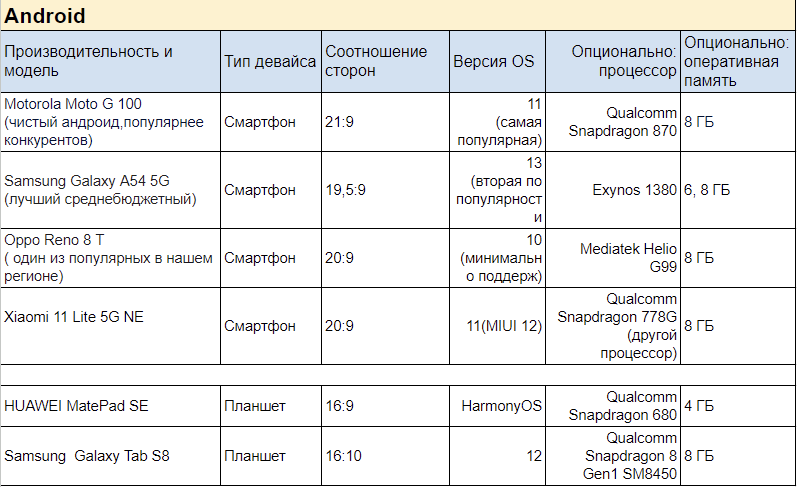 Android
Производительность и
модель
Тип девайса
Соотношение
сторон
Версия OS
Опционально:
процессор
Опционально:
оперативная
память
Motorola Moto G 100
(чистый андроид,популярнее
конкурентов)
Смартфон
21:9
11
(самая
популярная)
Qualcomm
Snapdragon 870
8 ГБ
Samsung Galaxy A54 5G
(лучший среднебюджетный)
Смартфон
19,5:9
13
(вторая по
популярност
и
Exynos 1380
6, 8 ГБ
Oppo Reno 8 T
( один из популярных в нашем
регионе)
Смартфон
20:9
10
(минимальн
о поддерж)
Mediatek Helio
G99
8 ГБ
Xiaomi 11 Lite 5G NE
Смартфон
20:9
11(MIUI 12)
Qualcomm
Snapdragon 778G
(другой
процессор)
8 ГБ
HUAWEI MatePad SE
Планшет
16:9
HarmonyOS
Qualcomm
Snapdragon 680
4 ГБ
Samsung  Galaxy Tab S8
Планшет
16:10
12
Qualcomm
Snapdragon 8
Gen1 SM8450
8 ГБ